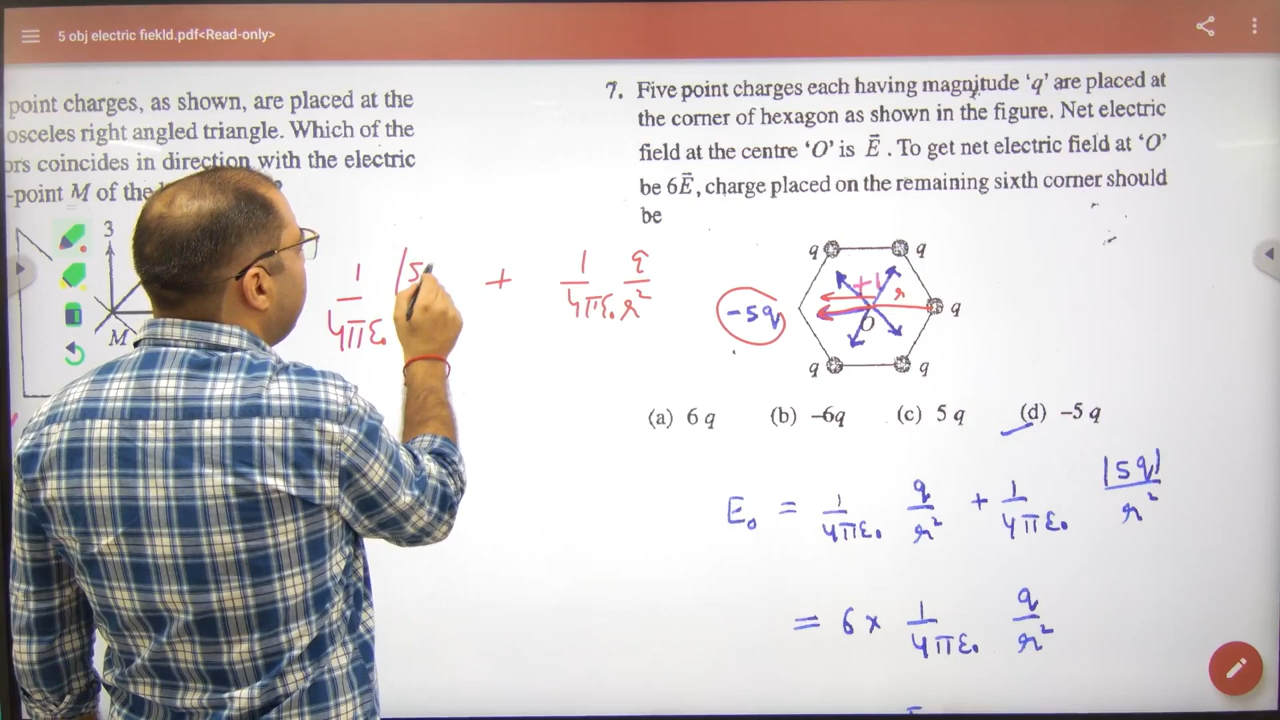 5 obj electric fiekld.pdf<Read-only>
point charges, as shown, are placed at the
osceles right angled triangle. Which of the
ors coincides in direction with the electric
-point M of the
3
M
1
4πε₀
|5
+
1
4πε₀
q
r²
7. Five point charges each having magnitude ‘q’ are placed at
the corner of hexagon as shown in the figure. Net electric
field at the centre ‘O’ is E⃗. To get net electric field at ‘O’
be 6E⃗, charge placed on the remaining sixth corner should
be
q q
+1 r
-5q
q
O
q q
(a) 6 q (b) –6q (c) 5 q (d) –5 q
E₀ = 1/4πε₀ q/r² + 1/4πε₀ |5q|/r²
= 6 × 1/4πε₀ q/r²